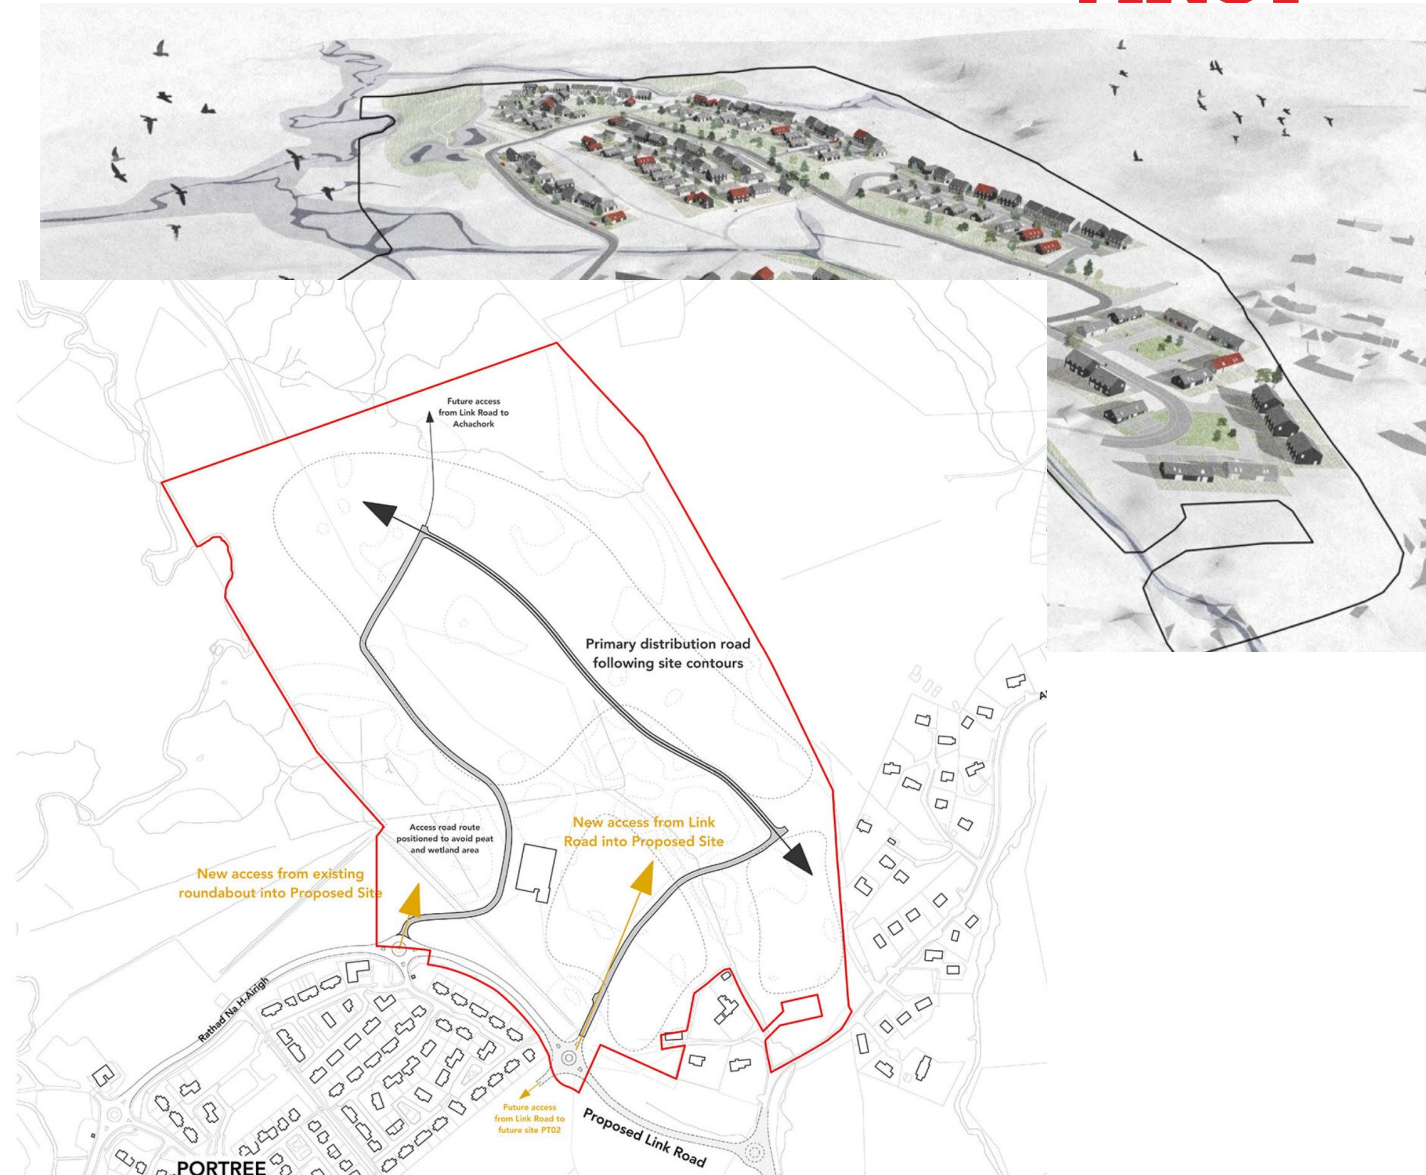 Future access
from Link Road to
Achachork
Primary distribution road
following site contours
Access road route
positioned to avoid peat
and wetland area
New access from Link
Road into Proposed Site
New access from existing
roundabout into Proposed Site
Rathad Na H-Airigh
Future access
from Link Road to
future site PT02
Proposed Link Road
PORTREE